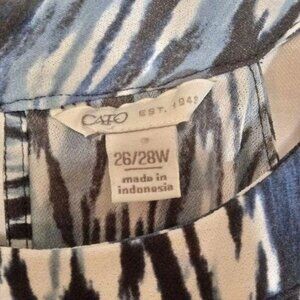 CATO EST. 1946
26/28W
made in
indonesia